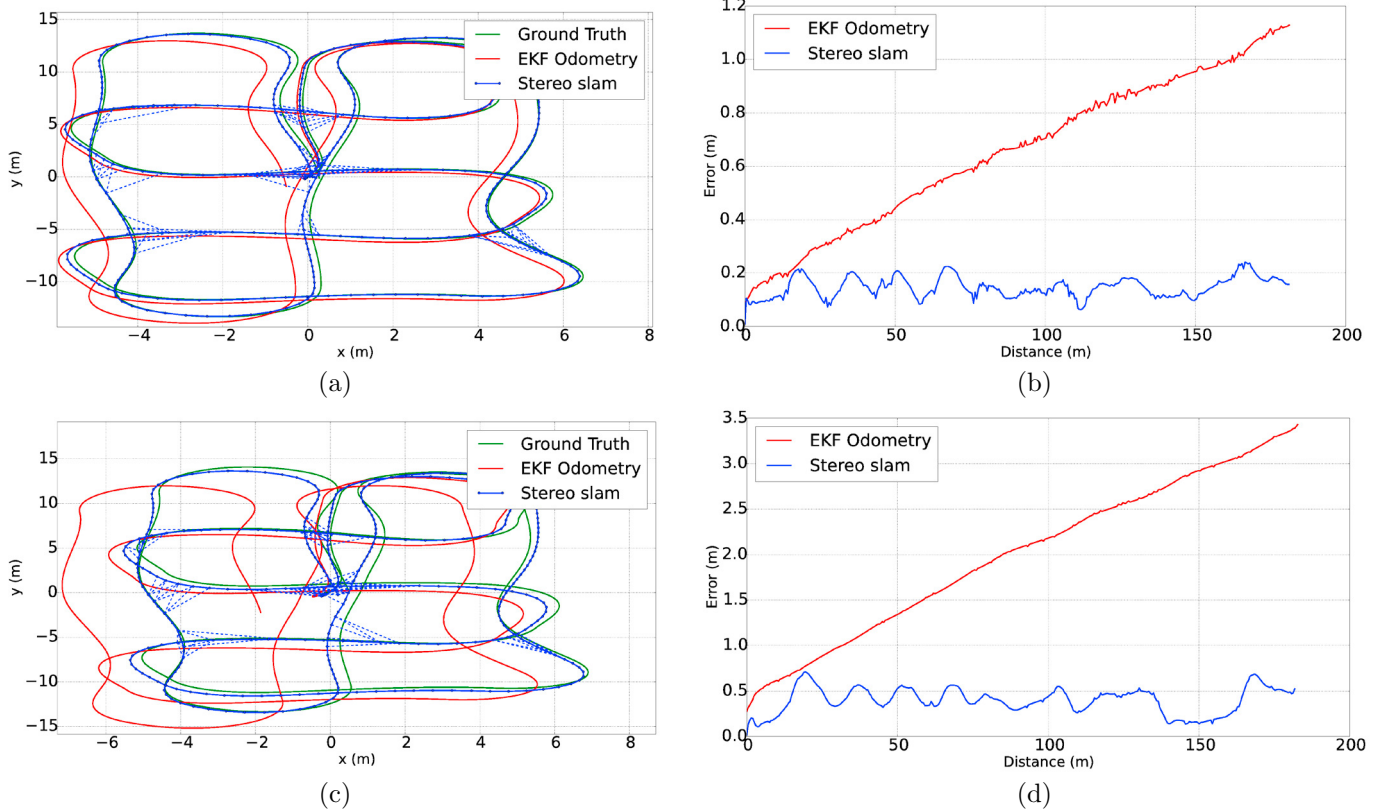 15
10
5
0
−5
−10
y (m)
−4
−2
0
2
4
6
8
x (m)
Ground Truth
EKF Odometry
Stereo slam
(a)
1.2
1.0
0.8
0.6
0.4
0.2
0.0
Error (m)
0
50
100
150
200
Distance (m)
EKF Odometry
Stereo slam
(b)
15
10
5
0
−5
−10
−15
y (m)
−6
−4
−2
0
2
4
6
8
x (m)
Ground Truth
EKF Odometry
Stereo slam
(c)
3.5
3.0
2.5
2.0
1.5
1.0
0.5
0.0
Error (m)
0
50
100
150
200
Distance (m)
EKF Odometry
Stereo slam
(d)